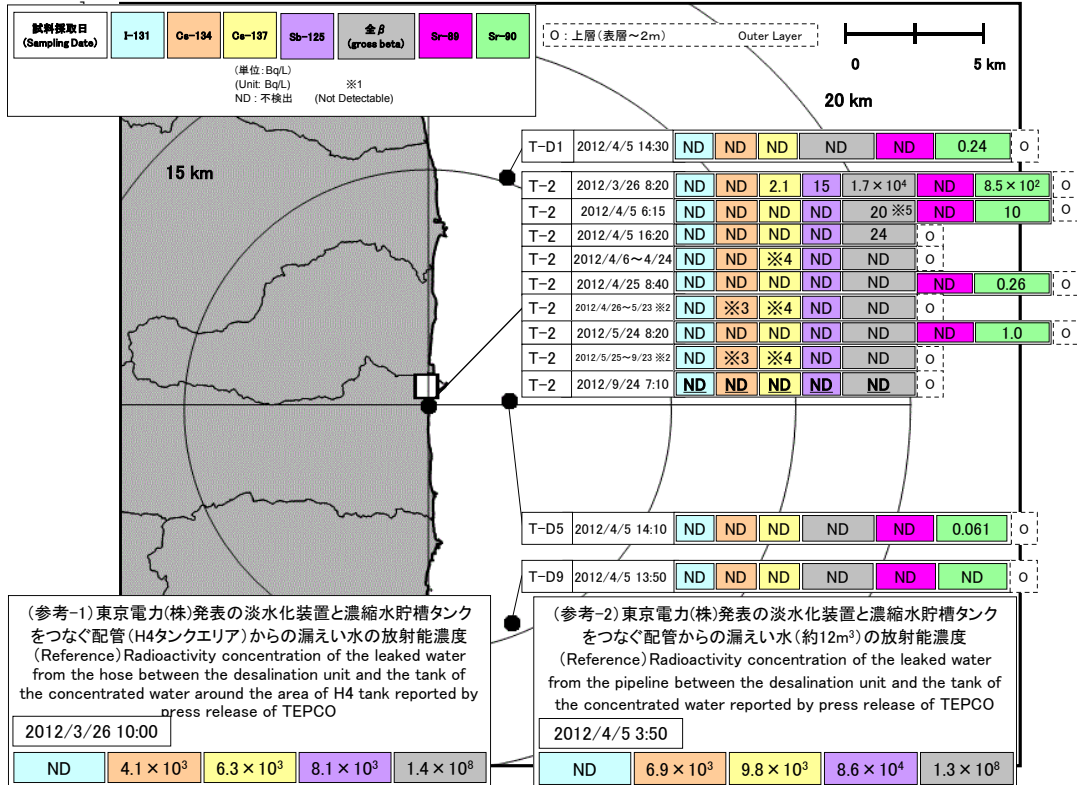 試料採取日 I-131 Cs-134 Cs-137 Sb-125 全β Sr-89 Sr-90
(Sampling Date) (gross beta)
(単位:Bq/L)
(Unit: Bq/L) ※1
ND:不検出 (Not Detectable)
O:上層(表層~2m) Outer Layer
0 5 km
20 km
15 km
T-D1 2012/4/5 14:30 ND ND ND ND ND 0.24 O
T-2 2012/3/26 8:20 ND ND 2.1 15 1.7×10⁴ ND 8.5×10² O
T-2 2012/4/5 6:15 ND ND ND ND 20 ※5 ND 10 O
T-2 2012/4/5 16:20 ND ND ND ND 24 O
T-2 2012/4/6~4/24 ND ND ※4 ND ND O
T-2 2012/4/25 8:40 ND ND ND ND ND ND 0.26 O
T-2 2012/4/26~5/23 ※2 ND ※3 ※4 ND ND O
T-2 2012/5/24 8:20 ND ND ND ND ND ND 1.0 O
T-2 2012/5/25~9/23 ※2 ND ※3 ※4 ND ND O
T-2 2012/9/24 7:10 ND ND ND ND ND O
T-D5 2012/4/5 14:10 ND ND ND ND ND 0.061 O
T-D9 2012/4/5 13:50 ND ND ND ND ND ND O
(参考-1)東京電力(株)発表の淡水化装置と濃縮水貯槽タンク
をつなぐ配管(H4タンクエリア)からの漏えい水の放射能濃度
(Reference) Radioactivity concentration of the leaked water
from the hose between the desalination unit and the tank of
the concentrated water around the area of H4 tank reported by
press release of TEPCO
2012/3/26 10:00
ND 4.1×10³ 6.3×10³ 8.1×10³ 1.4×10⁸
(参考-2)東京電力(株)発表の淡水化装置と濃縮水貯槽タンク
をつなぐ配管からの漏えい水(約12m³)の放射能濃度
(Reference) Radioactivity concentration of the leaked water
from the pipeline between the desalination unit and the tank of
the concentrated water reported by press release of TEPCO
2012/4/5 3:50
ND 6.9×10³ 9.8×10³ 8.6×10⁴ 1.3×10⁸